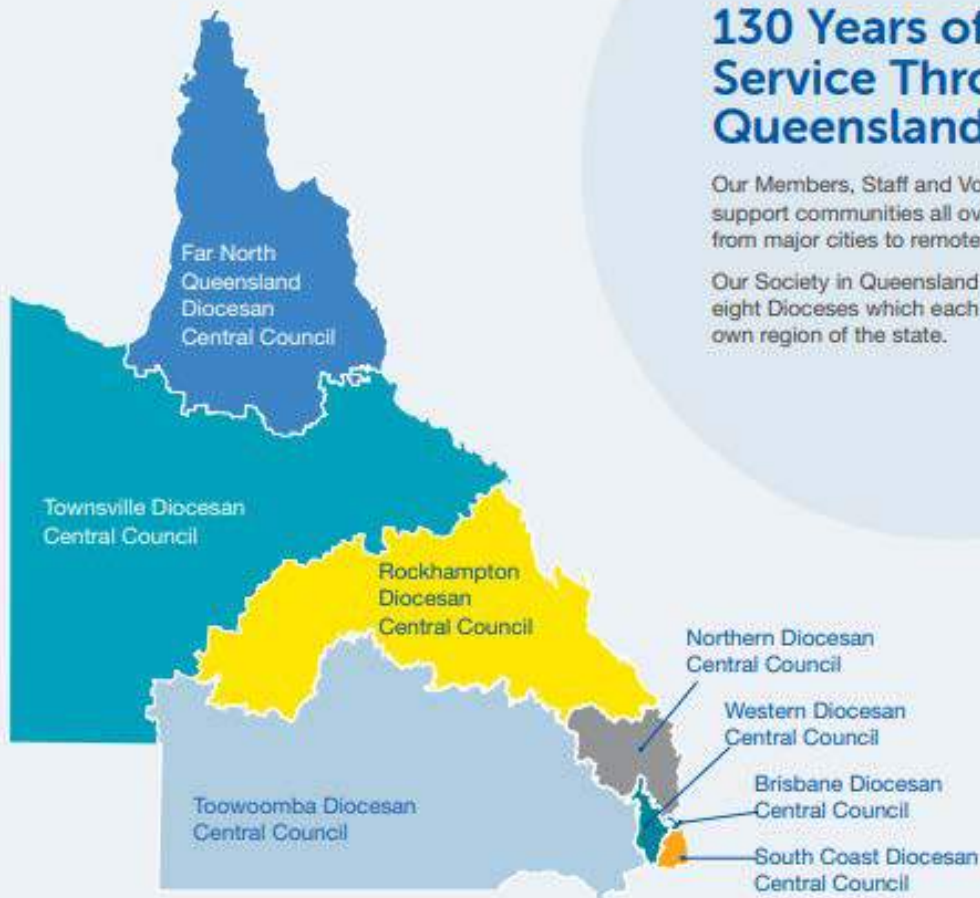 130 Years of
Service Thro
Queensland
Our Members, Staff and Vo
support communities all ov
from major cities to remote
Our Society in Queensland
eight Dioceses which each
own region of the state.
Far North
Queensland
Diocesan
Central Council
Townsville Diocesan
Central Council
Rockhampton
Diocesan
Central Council
Northern Diocesan
Central Council
Western Diocesan
Central Council
Brisbane Diocesan
Central Council
Toowoomba Diocesan
Central Council
South Coast Diocesan
Central Council